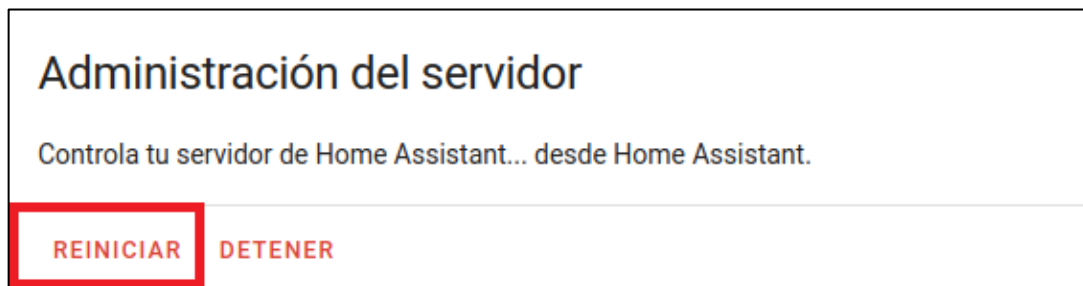 Administración del servidor
Controla tu servidor de Home Assistant... desde Home Assistant.
REINICIAR DETENER